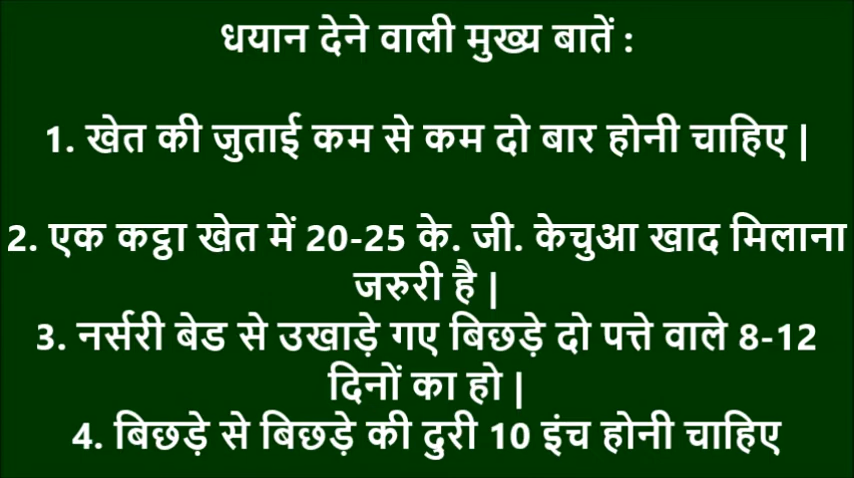 धयान देने वाली मुख्य बातें :
1. खेत की जुताई कम से कम दो बार होनी चाहिए |
2. एक कट्ठा खेत में 20-25 के. जी. केचुआ खाद मिलाना
जरुरी है |
3. नर्सरी बेड से उखाड़े गए बिछड़े दो पत्ते वाले 8-12
दिनों का हो |
4. बिछड़े से बिछड़े की दुरी 10 इंच होनी चाहिए